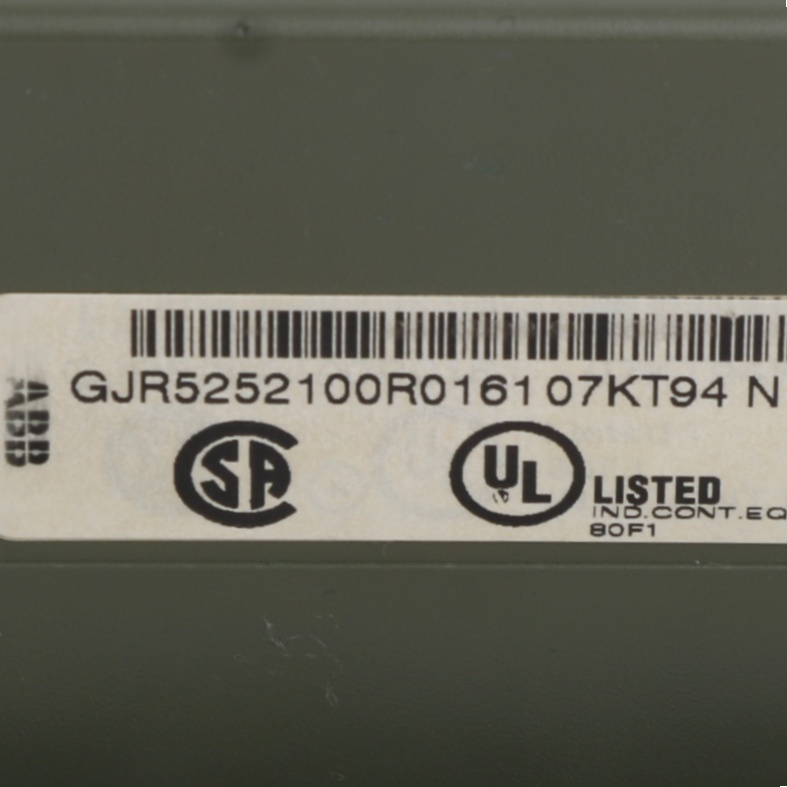 GJR5252100R0161 07KT94 N
ABB
SA
UL
LISTED
IND.CONT.EQ
80F1